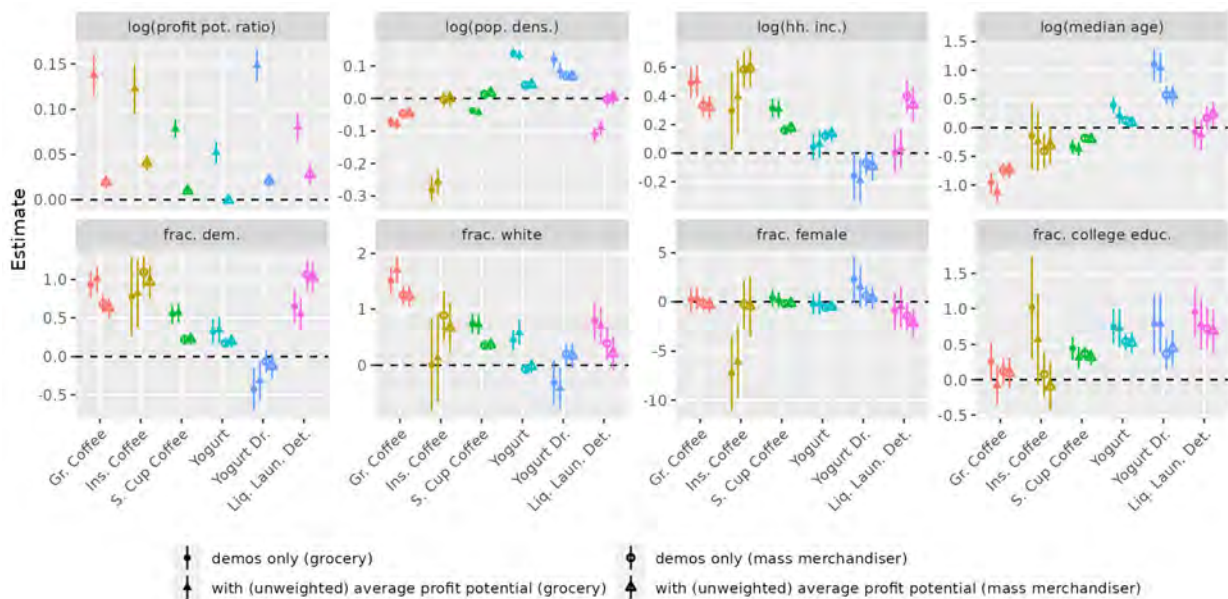 log(profit pot. ratio)
log(pop. dens.)
log(hh. inc.)
log(median age)
0.15
0.10
0.05
0.00
0.1
0.0
-0.1
-0.2
-0.3
0.6
0.4
0.2
0.0
-0.2
1.5
1.0
0.5
0.0
-0.5
-1.0
Estimate
frac. dem.
frac. white
frac. female
frac. college educ.
1.0
0.5
0.0
-0.5
2
1
0
5
0
-5
-10
1.5
1.0
0.5
0.0
-0.5
Gr. Coffee
Ins. Coffee
S. Cup Coffee
Yogurt
Yogurt Dr.
Liq. Laun. Det.
Gr. Coffee
Ins. Coffee
S. Cup Coffee
Yogurt
Yogurt Dr.
Liq. Laun. Det.
Gr. Coffee
Ins. Coffee
S. Cup Coffee
Yogurt
Yogurt Dr.
Liq. Laun. Det.
Gr. Coffee
Ins. Coffee
S. Cup Coffee
Yogurt
Yogurt Dr.
Liq. Laun. Det.
demos only (grocery)
demos only (mass merchandiser)
with (unweighted) average profit potential (grocery)
with (unweighted) average profit potential (mass merchandiser)